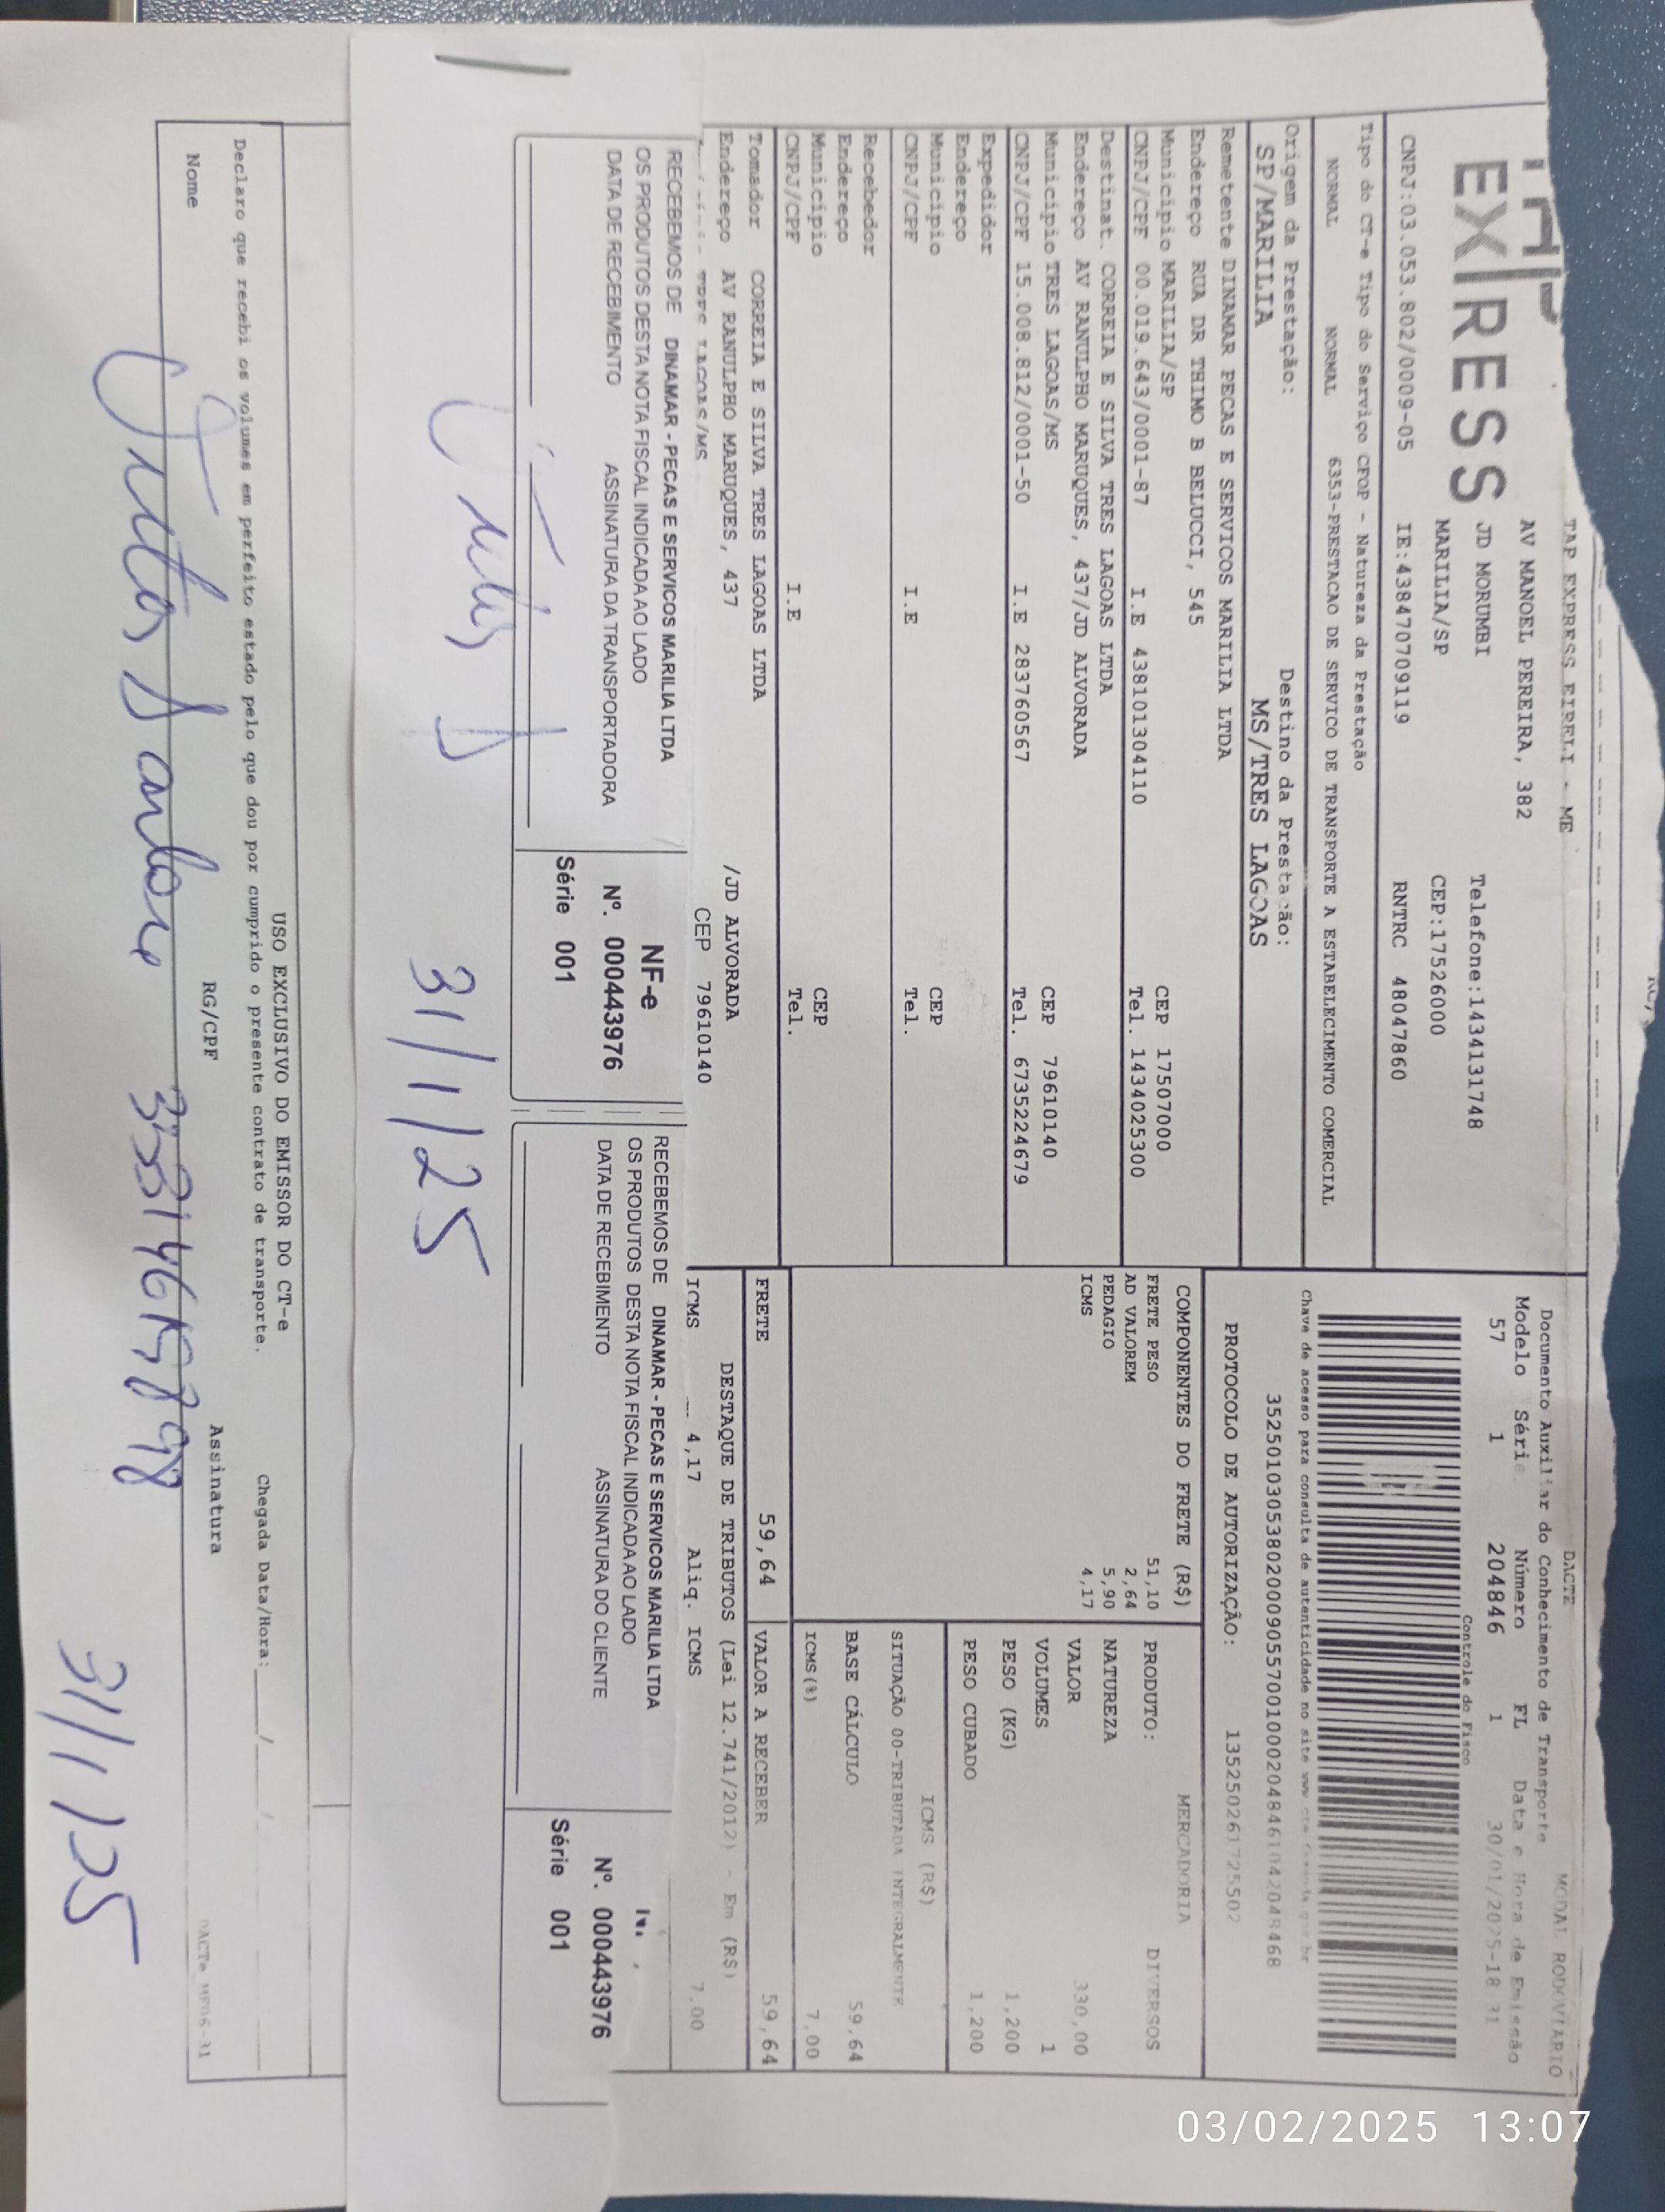 TAP EXPRESS EIRELI - ME
EXPRESS
AV MANOEL PEREIRA, 382
JD MORUMBI Telefone:1434131748
MARILIA/SP CEP:17526000
CNPJ:03.053.802/0009-05 IE:438470709119 RNTRC 48047860
DACTE MODAL RODOVIARIO
Documento Auxiliar do Conhecimento de Transporte
Modelo Série Número FL Data e Hora de Emissão
57 1 204846 1 30/01/2025-18 31
Controle do Fisco
Tipo do CT-e Tipo do Serviço CFOP - Natureza da Prestação
NORMAL NORMAL 6353-PRESTACAO DE SERVICO DE TRANSPORTE A ESTABELECIMENTO COMERCIAL
Chave de acesso para consulta de autenticidade no site
Origem da Prestação: Destino da Prestação:
SP/MARILIA MS/TRES LAGOAS
PROTOCOLO DE AUTORIZAÇÃO:
Remetente DINAMAR PECAS E SERVICOS MARILIA LTDA
Endereço RUA DR THIMO B BELUCCI, 545
Municipio MARILIA/SP CEP 17507000
CNPJ/CPF 00.019.643/0001-87 I.E 438101304110 Tel. 1434025300
Destinat. CORREIA E SILVA TRES LAGOAS LTDA
Endereço AV RANULPHO MARUQUES, 437/JD ALVORADA
Municipio TRES LAGOAS/MS CEP 79610140
CNPJ/CPF 15.008.812/0001-50 I.E 283760567 Tel. 6735224679
Expedidor
Endereço
Municipio CEP
CNPJ/CPF I.E Tel.
Recebedor
Endereço
Municipio CEP
CNPJ/CPF I.E Tel.
Tomador CORREIA E SILVA TRES LAGOAS LTDA
Endereço AV RANULPHO MARUQUES, 437 /JD ALVORADA
TRES LAGOAS/MS CEP 79610140
COMPONENTES DO FRETE (R$)
FRETE PESO 51,10
AD VALOREM 2,64
PEDAGIO 5,90
ICMS 4,17
MERCADORIA
PRODUTO: DIVERSOS
NATUREZA
VALOR 330,00
VOLUMES 1
PESO (KG) 1,200
PESO CUBADO 1,200
ICMS (R$)
SITUAÇÃO 00-TRIBUTADA INTEGRALMENTE
BASE CÁLCULO 59,64
ICMS(%) 7,00
FRETE 59,64 VALOR A RECEBER 59,64
DESTAQUE DE TRIBUTOS (Lei 12.741/2012) - Em (R$)
ICMS 4,17 Aliq. ICMS 7,00
RECEBEMOS DE DINAMAR - PECAS E SERVICOS MARILIA LTDA
OS PRODUTOS DESTA NOTA FISCAL INDICADA AO LADO
DATA DE RECEBIMENTO ASSINATURA DA TRANSPORTADORA
NF-e
Nº. 000443976
Série 001
RECEBEMOS DE DINAMAR - PECAS E SERVICOS MARILIA LTDA
OS PRODUTOS DESTA NOTA FISCAL INDICADA AO LADO
DATA DE RECEBIMENTO ASSINATURA DO CLIENTE
Nº. 000443976
Série 001
31/1/25
USO EXCLUSIVO DO EMISSOR DO CT-e
Declaro que recebi os volumes em perfeito estado pelo que dou por cumprido o presente contrato de transporte. Chegada Data/Hora: / /
Nome RG/CPF Assinatura
31/1/25
03/02/2025 13:07